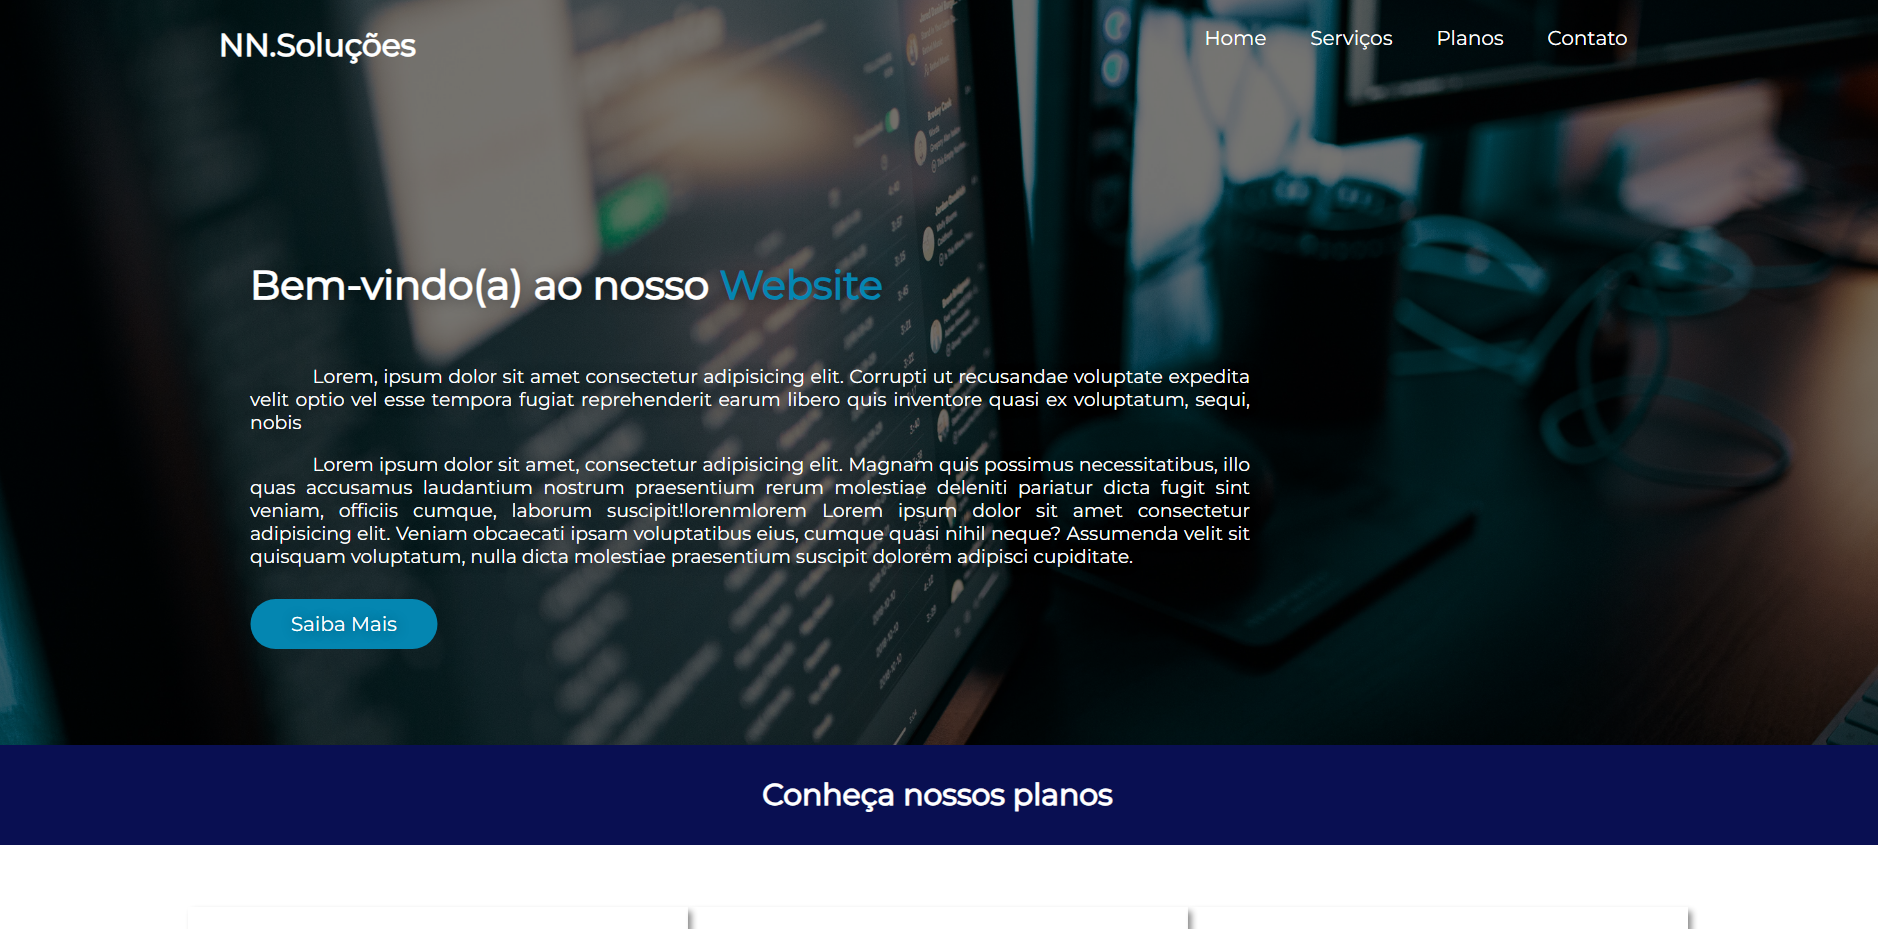 NN.Soluções
Home Serviços Planos Contato
Bem-vindo(a) ao nosso Website
Lorem, ipsum dolor sit amet consectetur adipisicing elit. Corrupti ut recusandae voluptate expedita
velit optio vel esse tempora fugiat reprehenderit earum libero quis inventore quasi ex voluptatum, sequi,
nobis
Lorem ipsum dolor sit amet, consectetur adipisicing elit. Magnam quis possimus necessitatibus, illo
quas accusamus laudantium nostrum praesentium rerum molestiae deleniti pariatur dicta fugit sint
veniam, officiis cumque, laborum suscipit!lorenmlorem Lorem ipsum dolor sit amet consectetur
adipisicing elit. Veniam obcaecati ipsam voluptatibus eius, cumque quasi nihil neque? Assumenda velit sit
quisquam voluptatum, nulla dicta molestiae praesentium suscipit dolorem adipisci cupiditate.
Saiba Mais
Conheça nossos planos